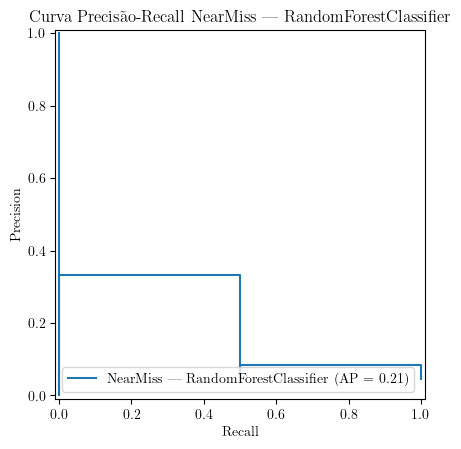 Curva Precisão-Recall NearMiss — RandomForestClassifier
1.0
0.8
0.6
0.4
0.2
0.0
Precision
NearMiss — RandomForestClassifier (AP = 0.21)
0.0 0.2 0.4 0.6 0.8 1.0
Recall